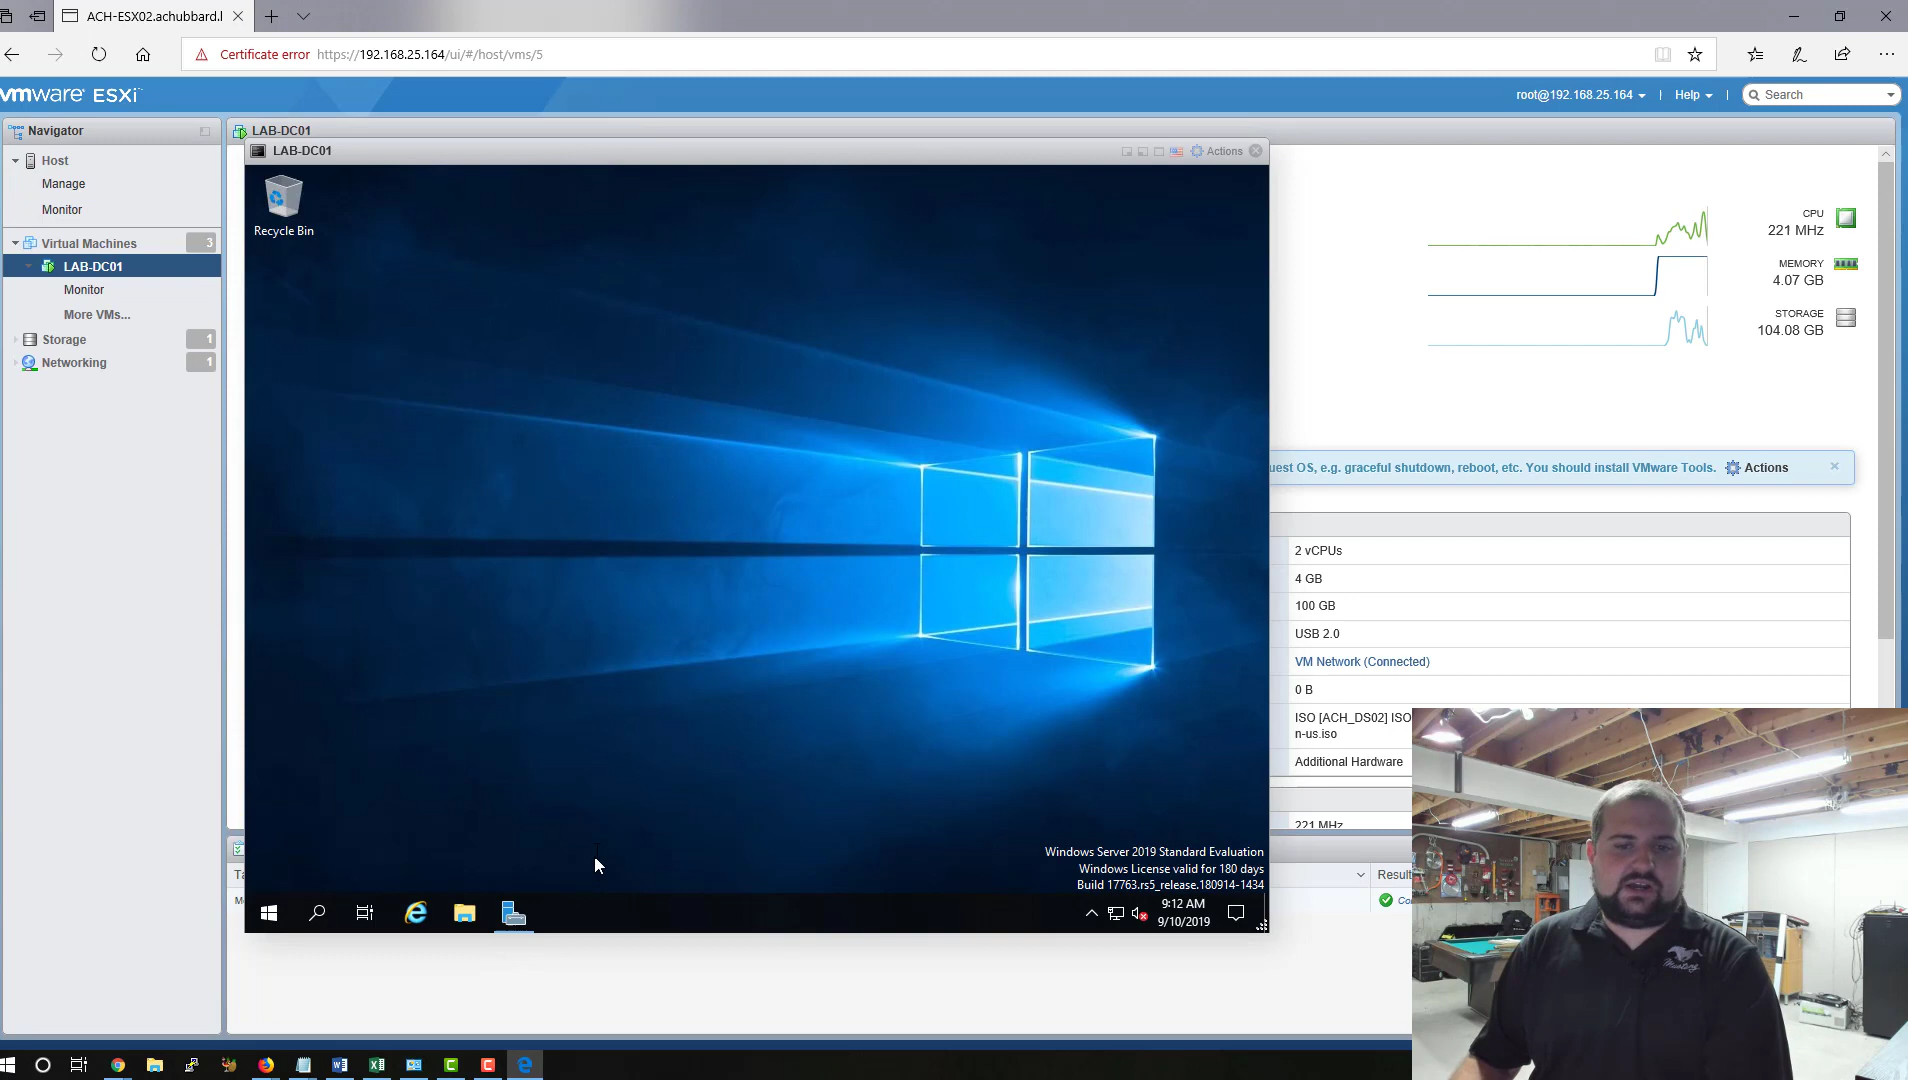 ACH-ESX02.achubbard.l
Certificate error https://192.168.25.164/ui/#/host/vms/5
vmware ESXi
root@192.168.25.164 | Help | Search
Navigator
Host
Manage
Monitor
Virtual Machines 3
LAB-DC01
Monitor
More VMs...
Storage 1
Networking 1
LAB-DC01
LAB-DC01
Actions
Recycle Bin
CPU
221 MHz
MEMORY
4.07 GB
STORAGE
104.08 GB
uest OS, e.g. graceful shutdown, reboot, etc. You should install VMware Tools. Actions
2 vCPUs
4 GB
100 GB
USB 2.0
VM Network (Connected)
0 B
ISO [ACH_DS02] ISO
n-us.iso
Additional Hardware
221 MHz
Windows Server 2019 Standard Evaluation
Windows License valid for 180 days
Build 17763.rs5_release.180914-1434
9:12 AM
9/10/2019
Result
Co
Mustang